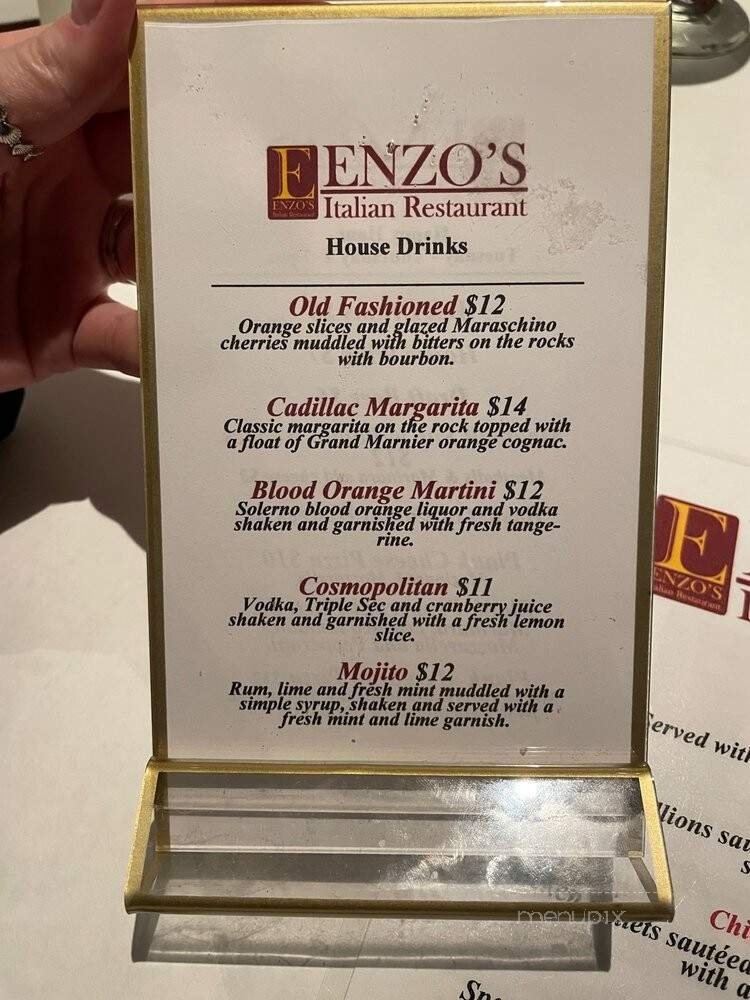 E ENZO'S
ENZO'S Italian Restaurant
Italian Restaurant
House Drinks
Old Fashioned $12
Orange slices and glazed Maraschino
cherries muddled with bitters on the rocks
with bourbon.
Cadillac Margarita $14
Classic margarita on the rock topped with
a float of Grand Marnier orange cognac.
Blood Orange Martini $12
Solerno blood orange liquor and vodka
shaken and garnished with fresh tange-
rine.
Cosmopolitan $11
Vodka, Triple Sec and cranberry juice
shaken and garnished with a fresh lemon
slice.
Mojito $12
Rum, lime and fresh mint muddled with a
simple syrup, shaken and served with a
fresh mint and lime garnish.
E
ENZO'S
Italian Restaurant
Served with
sautéed
with a
menupix